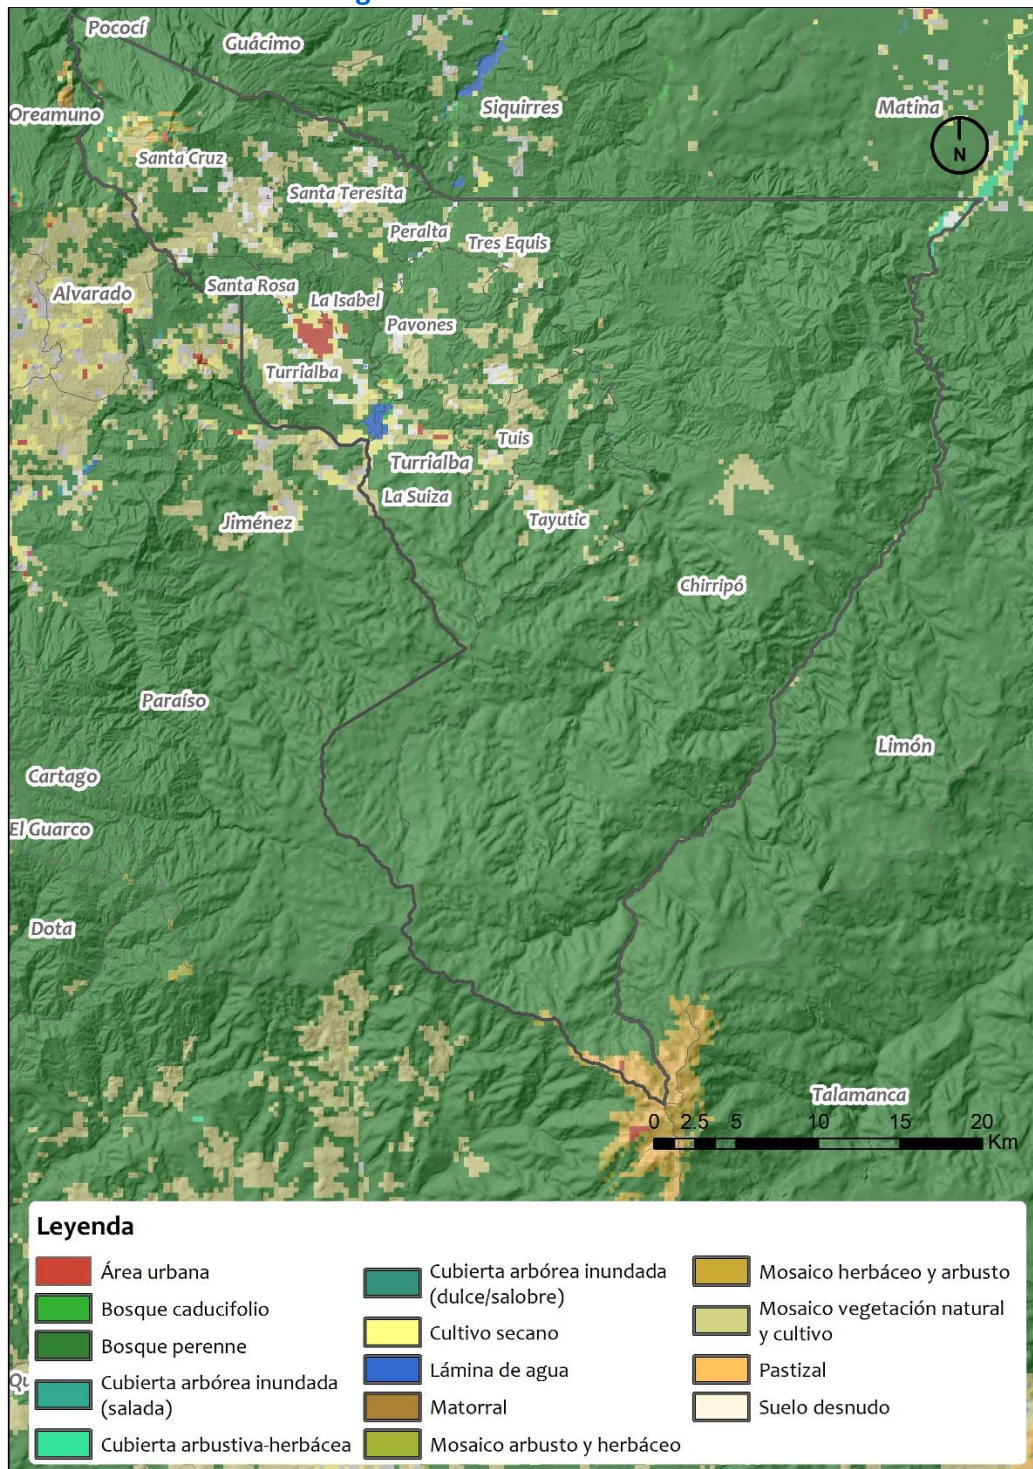 Pococí
Guácimo
Oreamuno
Siquirres
Matina
N
Santa Cruz
Santa Teresita
Peralta
Tres Equis
Alvarado
Santa Rosa
La Isabel
Pavones
Turrialba
Tuis
Turrialba
La Suiza
Jiménez
Tayutic
Chirripó
Paraíso
Limón
Cartago
El Guarco
Dota
Talamanca
0 2.5 5 10 15 20
Km
Leyenda
Área urbana
Bosque caducifolio
Bosque perenne
Cubierta arbórea inundada
(salada)
Cubierta arbustiva-herbácea
Cubierta arbórea inundada
(dulce/salobre)
Cultivo secano
Lámina de agua
Matorral
Mosaico arbusto y herbáceo
Mosaico herbáceo y arbusto
Mosaico vegetación natural
y cultivo
Pastizal
Suelo desnudo